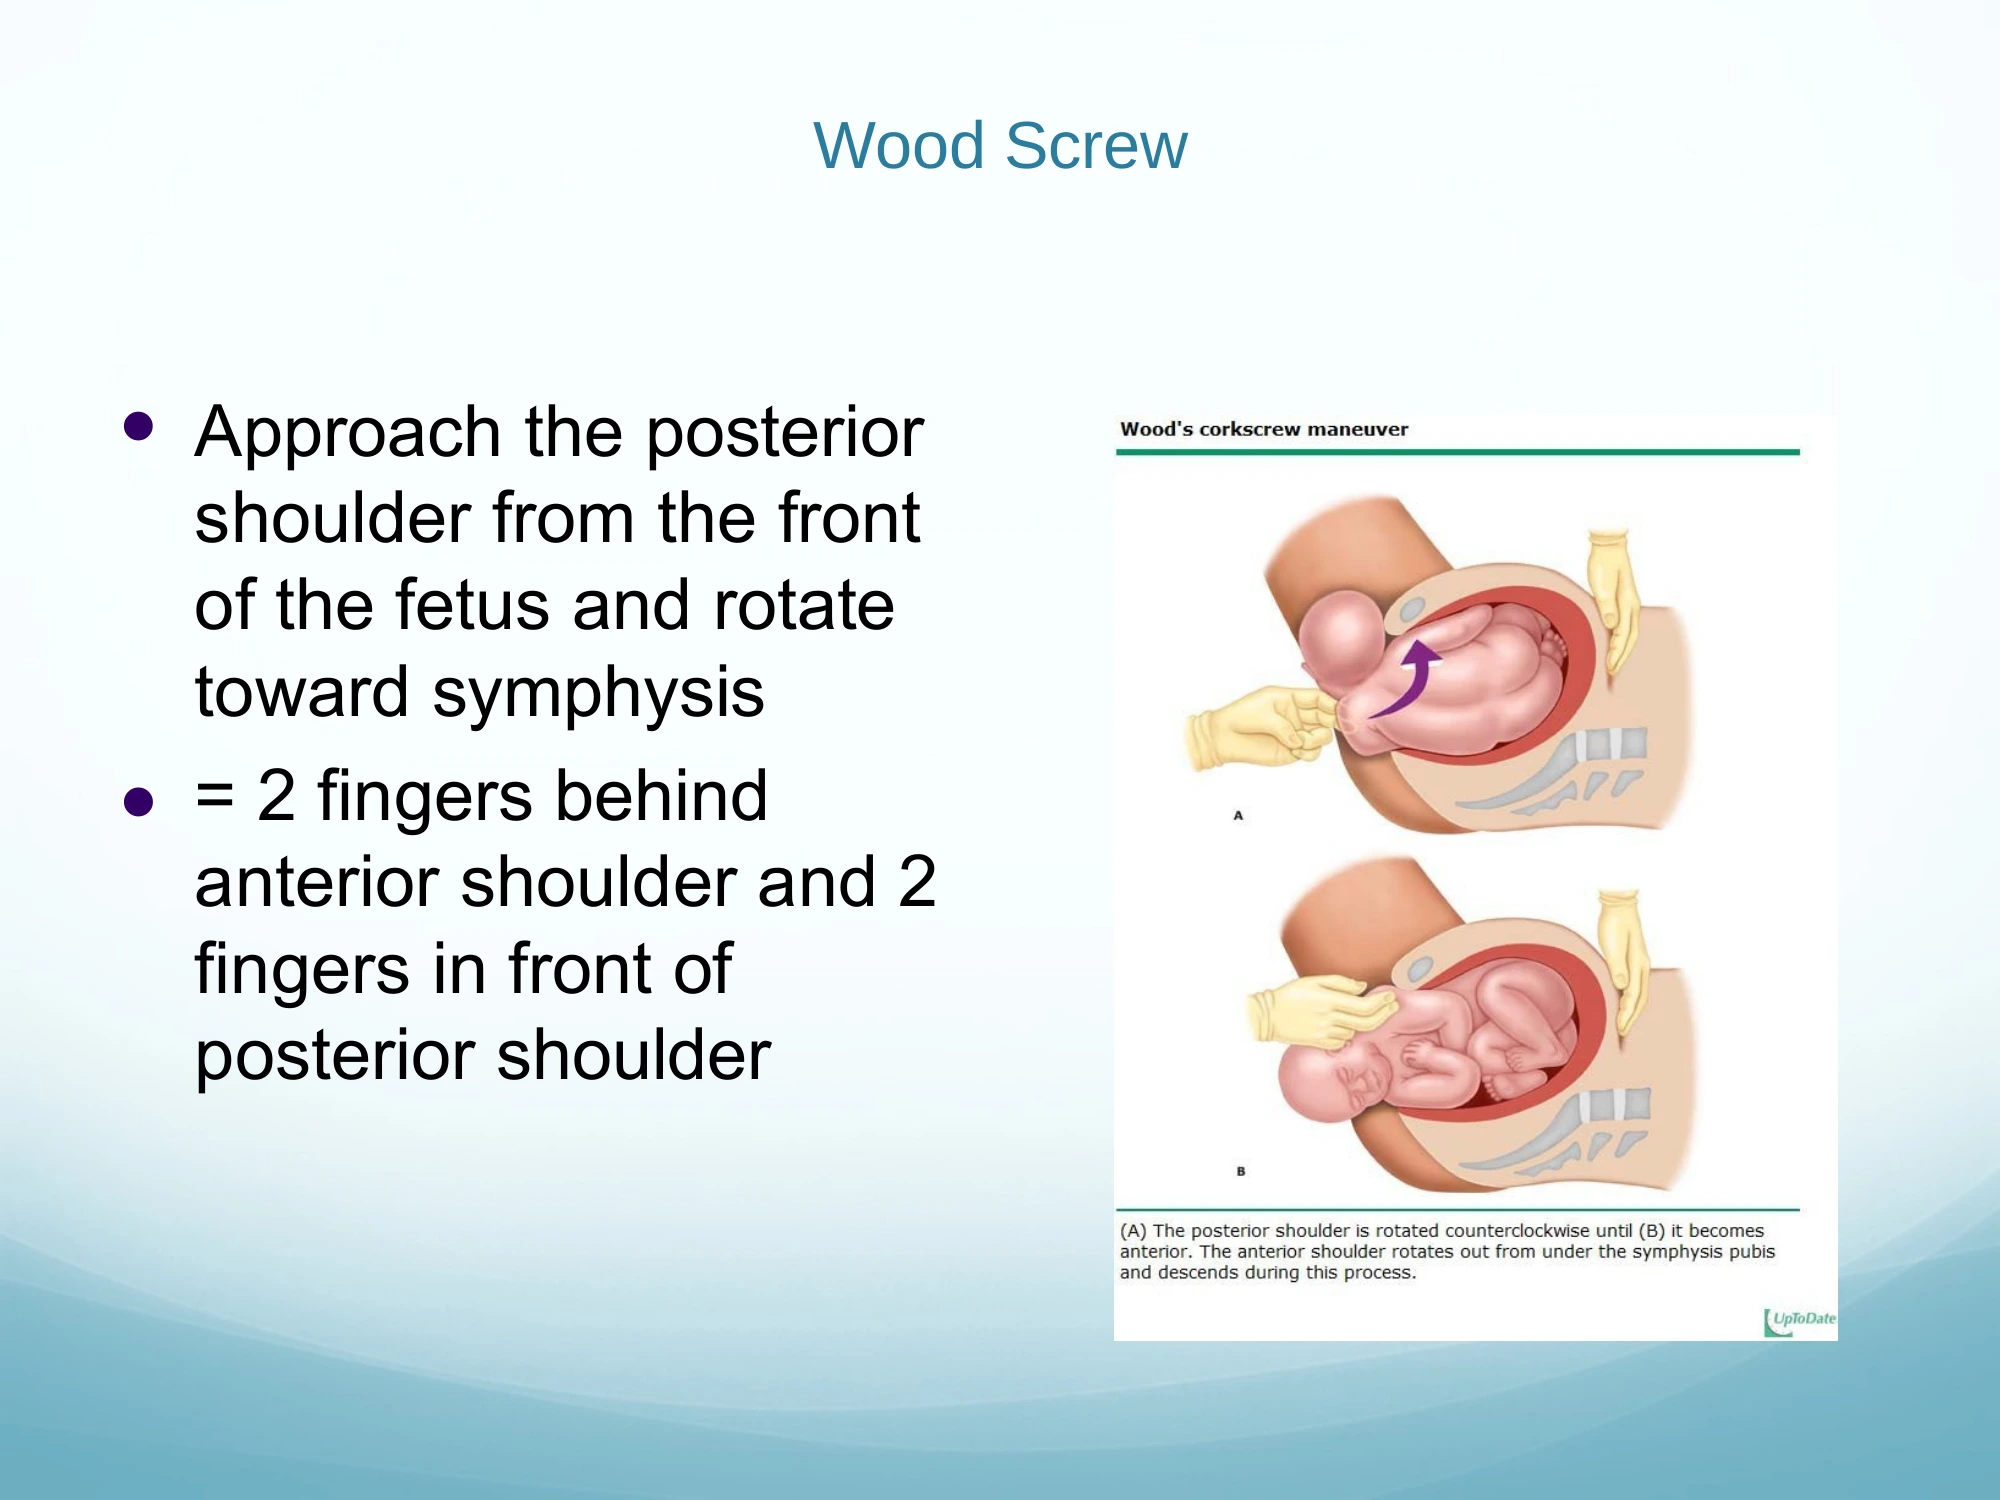 Wood Screw
• Approach the posterior
shoulder from the front
of the fetus and rotate
toward symphysis
• = 2 fingers behind
anterior shoulder and 2
fingers in front of
posterior shoulder
Wood's corkscrew maneuver
A
B
(A) The posterior shoulder is rotated counterclockwise until (B) it becomes
anterior. The anterior shoulder rotates out from under the symphysis pubis
and descends during this process.
UpToDate